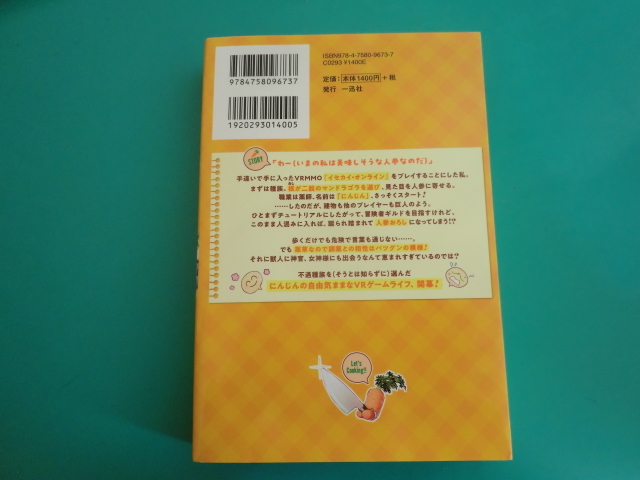 ISBN978-4-7580-9673-7
C0293 ¥1400E
定価：本体1400円＋税
発行 一迅社
9784758096737
1920293014005
STORY
「わーい！いまの私は美味しそうな人参なのだ！」
手違いで手に入ったVRMMO『イセカイ・オンライン』をプレイすることにした私。
まずは種族。根が二股のマンドラゴラを選び、見た目を人参に寄せる。
職業は薬師、名前は『にんじん』、さっそくスタート！
……したのだが、建物も他のプレイヤーも巨人のよう。
ひとまずチュートリアルにしたがって、冒険者ギルドを目指すけれど、
このまま人混みに入れば、蹴られ踏まれて人参おろしになってしまう!?
歩くだけでも危険で言葉も通じない……。
でも薬草なので調薬との相性はバツグンの模様！
それに獣人に神官、女神様にも出会うなんて恵まれすぎているのでは？
不遇種族を（そうとは知らずに）選んだ
にんじんの自由気ままなVRゲームライフ、開幕！
Let's
Cooking!!